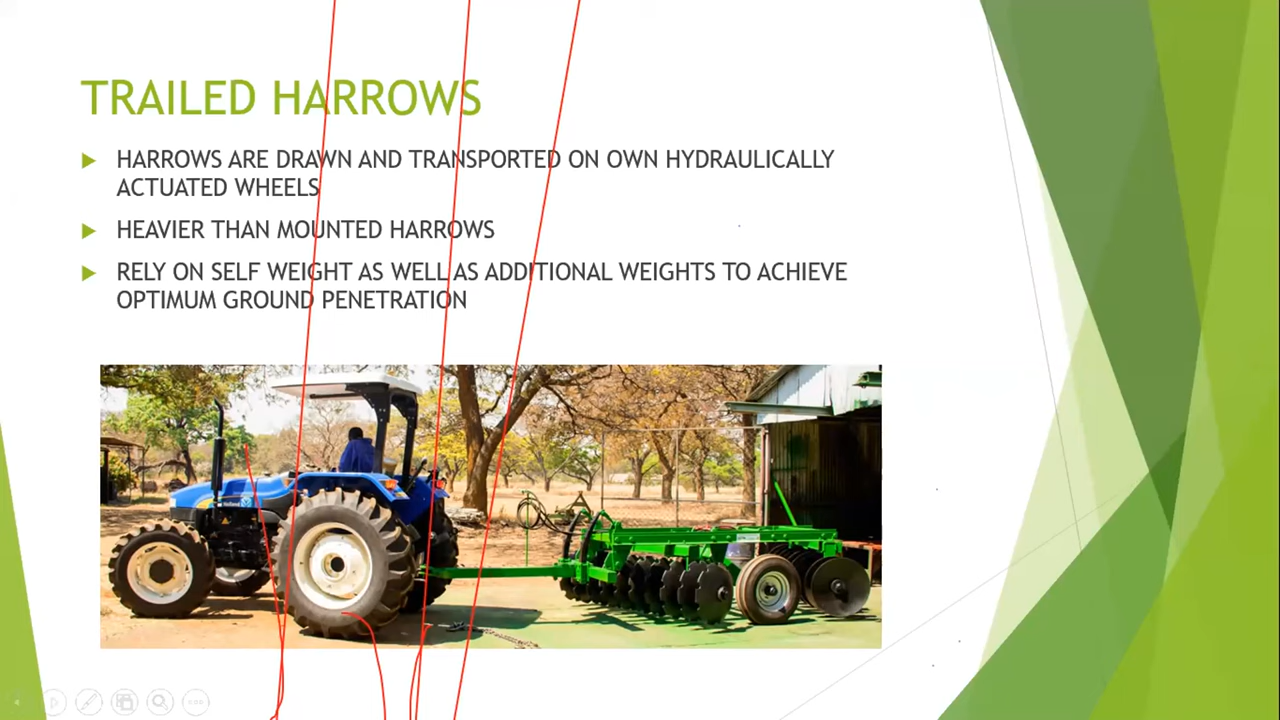 TRAILED HARROWS
HARROWS ARE DRAWN AND TRANSPORTED ON OWN HYDRAULICALLY
ACTUATED WHEELS
HEAVIER THAN MOUNTED HARROWS
RELY ON SELF WEIGHT AS WELL AS ADDITIONAL WEIGHTS TO ACHIEVE
OPTIMUM GROUND PENETRATION